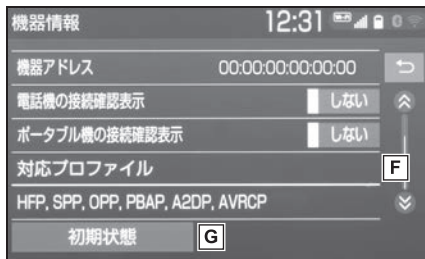 機器情報 12:31
機器アドレス 00:00:00:00:00:00
電話機の接続確認表示 しない
ポータブル機の接続確認表示 しない
対応プロファイル
F
HFP, SPP, OPP, PBAP, A2DP, AVRCP
初期状態 G